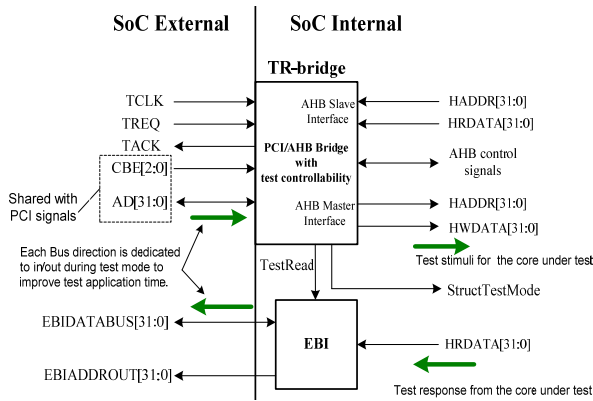 SoC External
SoC Internal
TR-bridge
TCLK
TREQ
TACK
CBE[2:0]
AD[31:0]
Shared with
PCI signals
AHB Slave
Interface
PCI/AHB Bridge
with
test controllability
AHB Master
Interface
HADDR[31:0]
HRDATA[31:0]
AHB control
signals
HADDR[31:0]
HWDATA[31:0]
Test stimuli for the core under test
Each Bus direction is dedicated
to in/out during test mode to
improve test application time.
TestRead
StructTestMode
EBIDATABUS[31:0]
EBI
HRDATA[31:0]
EBIADDROUT[31:0]
Test response from the core under test